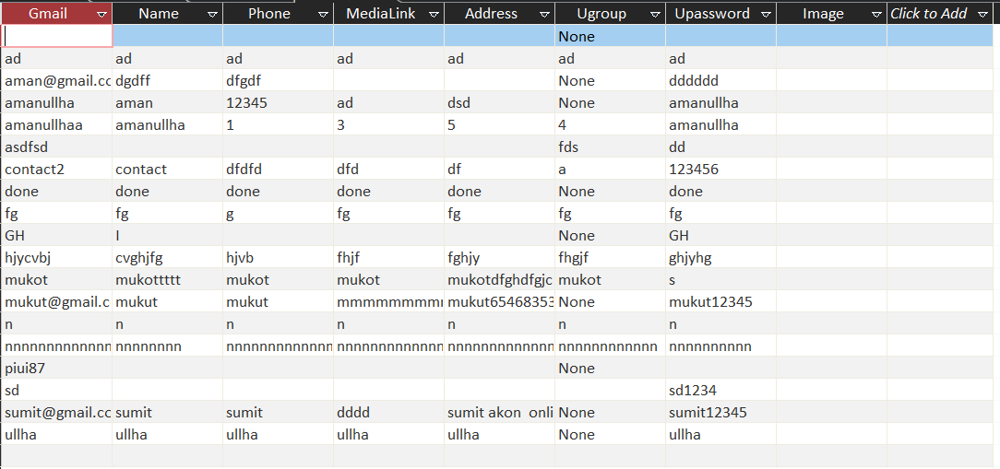 Gmail Name Phone MediaLink Address Ugroup Upassword Image Click to Add
None
ad ad ad ad ad ad ad
aman@gmail.cc dgdff dfgdf None dddddd
amanullha aman 12345 ad dsd None amanullha
amanullhaa amanullha 1 3 5 4 amanullha
asdfsd fds dd
contact2 contact dfdfd dfd df a 123456
done done done done done None done
fg fg g fg fg fg fg
GH I None GH
hjycvbj cvghjfg hjvb fhjf fghjy fhgjf ghjyhg
mukot mukottttt mukot mukot mukotdfghdfgjc mukot s
mukut@gmail.c mukut mukut mmmmmmmm mukut65468353 None mukut12345
n n n n n n n
nnnnnnnnnnnnn nnnnnnnn nnnnnnnnnnnnn nnnnnnnnnnnnn nnnnnnnnnnnnn nnnnnnnnnnnn nnnnnnnnnn
piui87 None
sd sd1234
sumit@gmail.cc sumit sumit dddd sumit akon onli None sumit12345
ullha ullha ullha ullha ullha None ullha